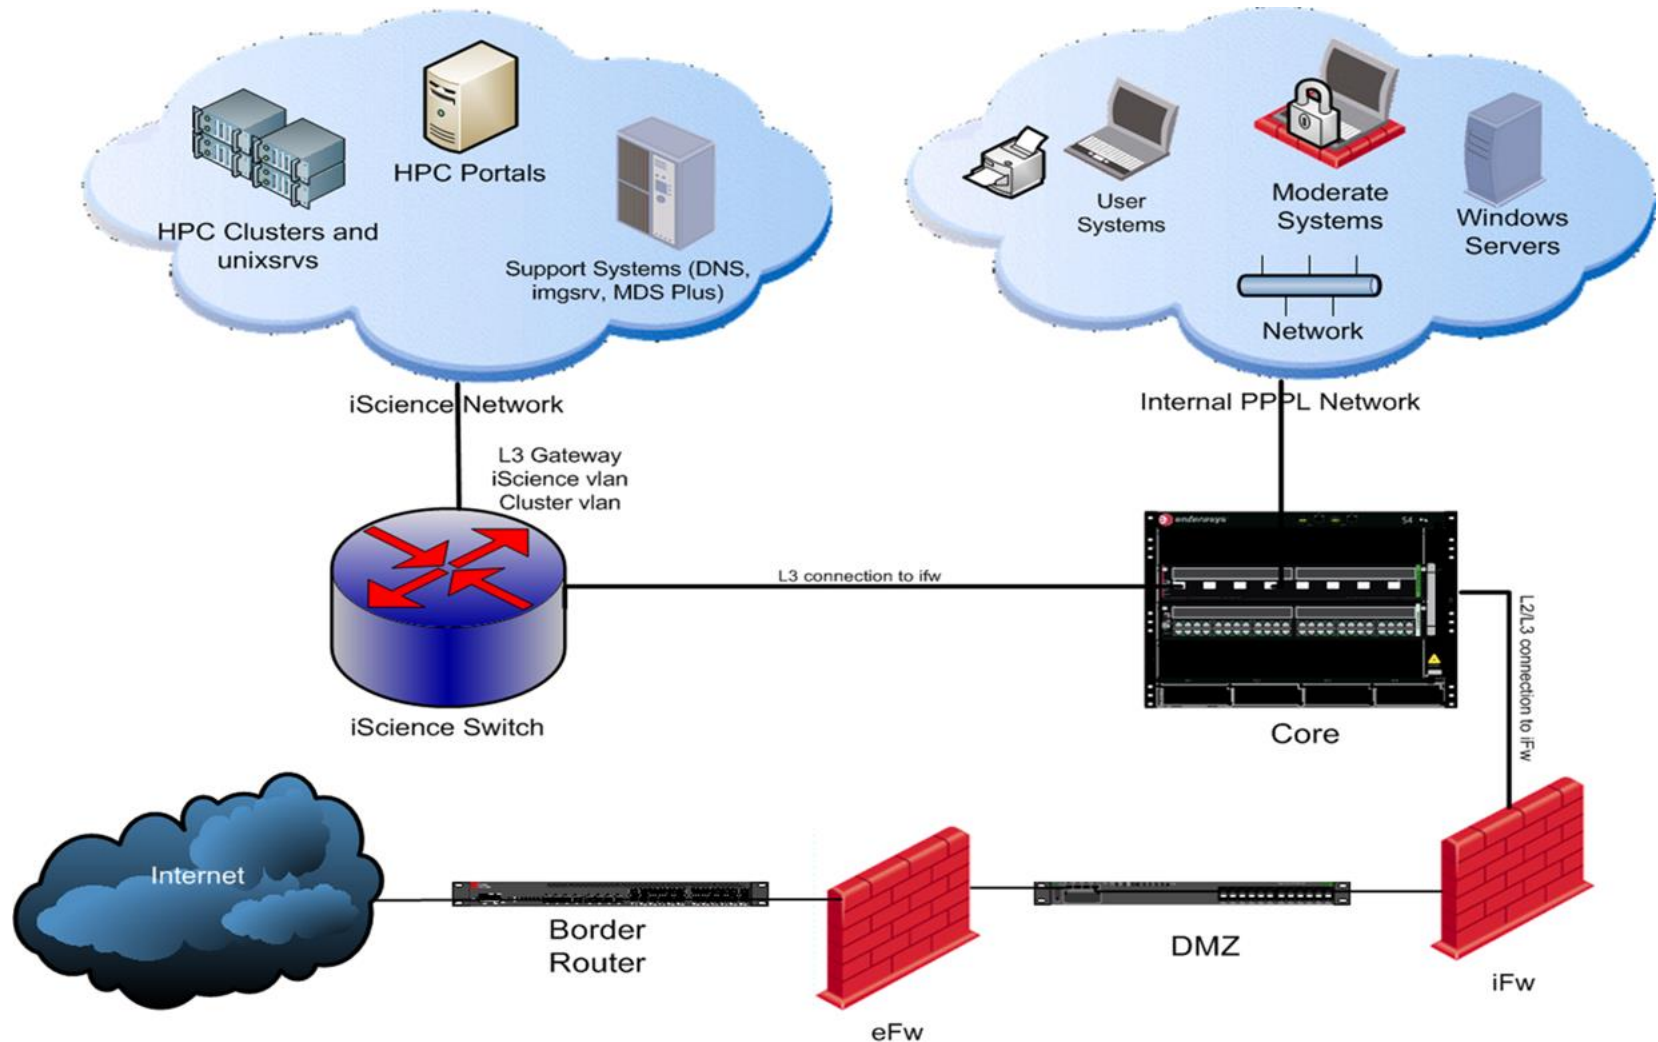 HPC Portals
HPC Clusters and
unixsrvs
Support Systems (DNS,
imgsrv, MDS Plus)
User
Systems
Moderate
Systems
Windows
Servers
Network
iScience Network
Internal PPPL Network
L3 Gateway
iScience vlan
Cluster vlan
L3 connection to ifw
enterasys
S4
L2/L3 connection to iFw
iScience Switch
Core
Internet
Border
Router
DMZ
iFw
eFw